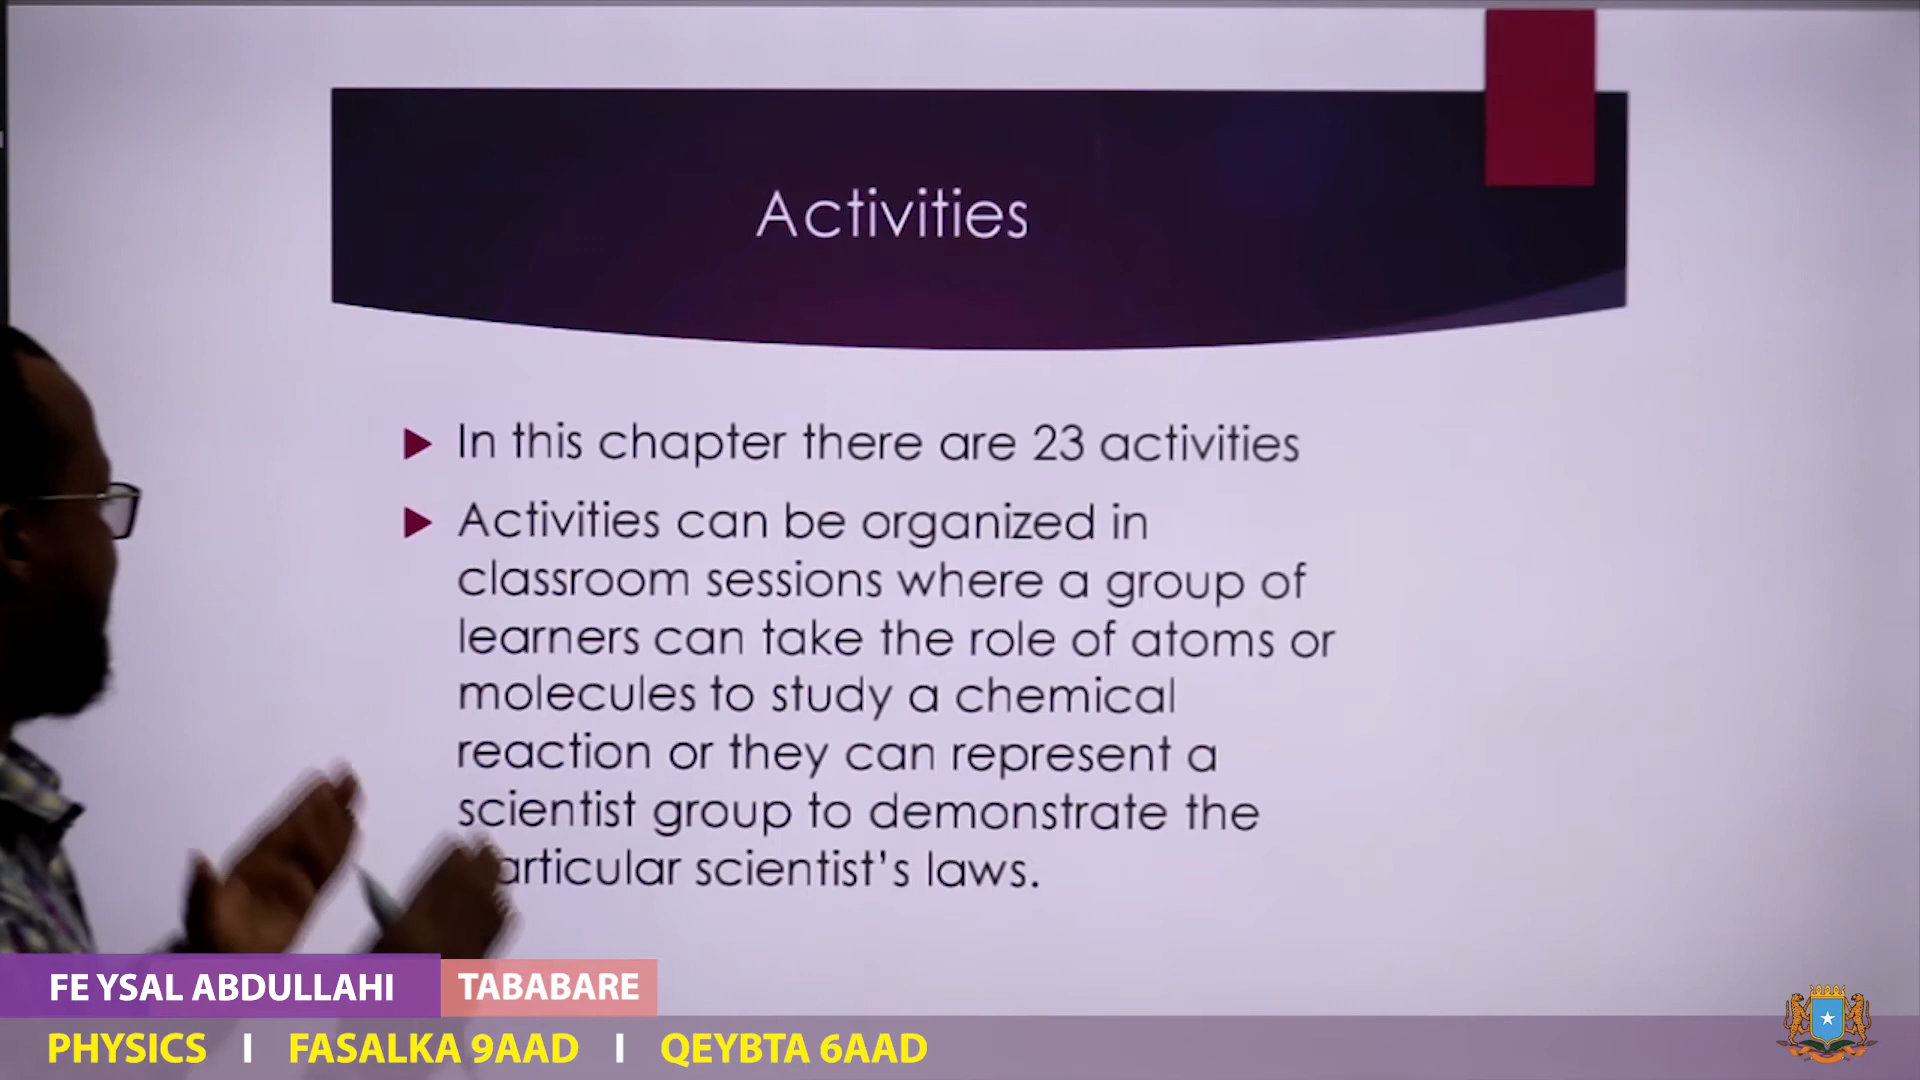 Activities
In this chapter there are 23 activities
Activities can be organized in
classroom sessions where a group of
learners can take the role of atoms or
molecules to study a chemical
reaction or they can represent a
scientist group to demonstrate the
articular scientist's laws.
FEYSAL ABDULLAHI
TABABARE
PHYSICS | FASALKA 9AAD | QEYBTA 6AAD